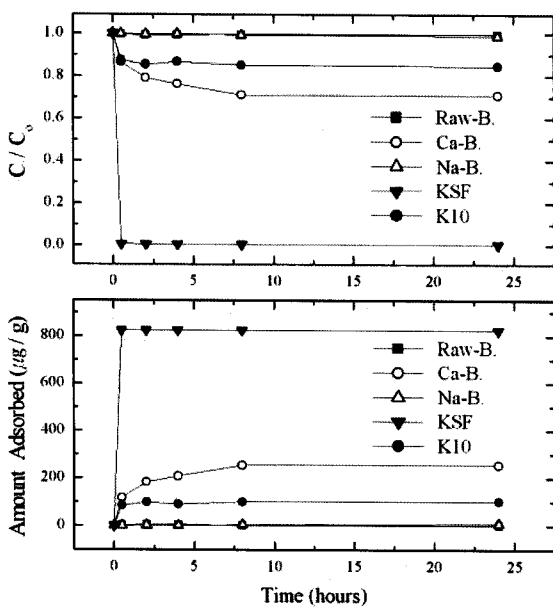 C / C₀
1.0
0.8
0.6
0.4
0.2
0.0
Raw-B.
Ca-B.
Na-B.
KSF
K10
0
5
10
15
20
25
Amount Adsorbed (μg / g)
800
600
400
200
0
Raw-B.
Ca-B.
Na-B.
KSF
K10
0
5
10
15
20
25
Time (hours)